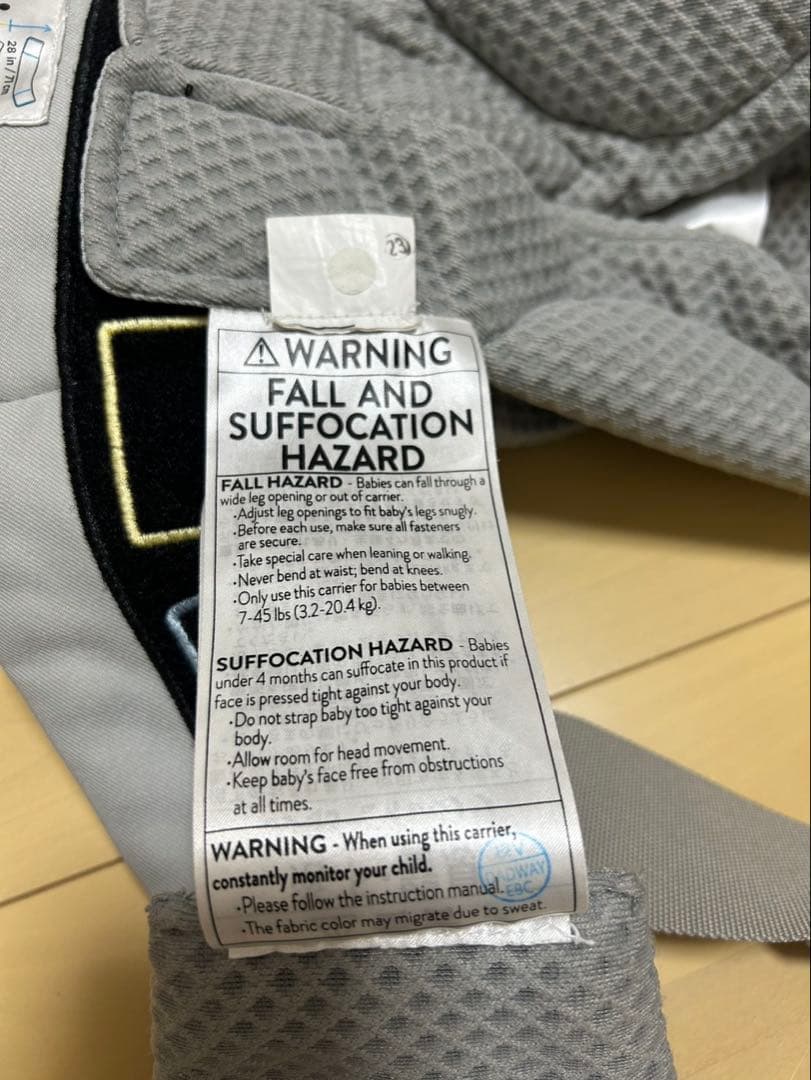 28 in / 71 cm
23
WARNING
FALL AND
SUFFOCATION
HAZARD
FALL HAZARD - Babies can fall through a
wide leg opening or out of carrier.
•Adjust leg openings to fit baby's legs snugly.
•Before each use, make sure all fasteners
are secure.
•Take special care when leaning or walking.
•Never bend at waist; bend at knees.
•Only use this carrier for babies between
7-45 lbs (3.2-20.4 kg).
SUFFOCATION HAZARD - Babies
under 4 months can suffocate in this product if
face is pressed tight against your body.
•Do not strap baby too tight against your
body.
•Allow room for head movement.
•Keep baby's face free from obstructions
at all times.
WARNING - When using this carrier,
constantly monitor your child.
•Please follow the instruction manual.
•The fabric color may migrate due to sweat.
EBC